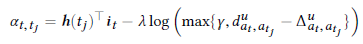 α_{t,t_j} = h(t_j)^⊤ i_t − λ log ( max{γ, d^u_{a_t,a_{t_j}} − Δ^u_{a_t,a_{t_j}}} )